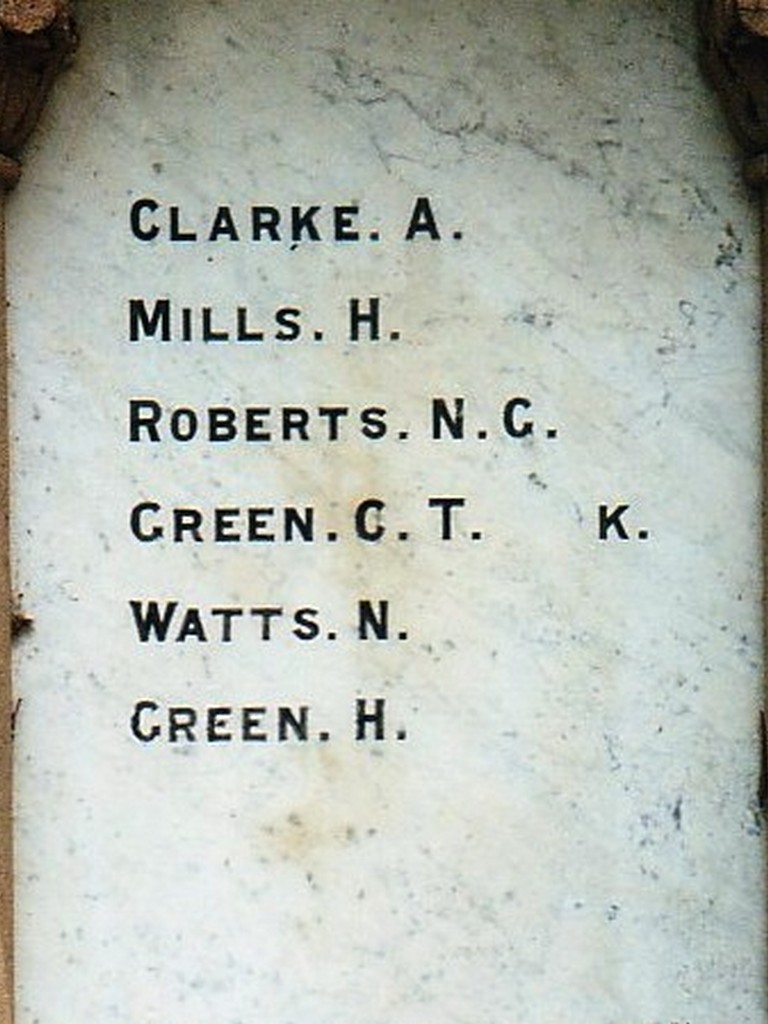 CLARKE. A.
MILLS. H.
ROBERTS. N. G.
GREEN. C. T. K.
WATTS. N.
GREEN. H.